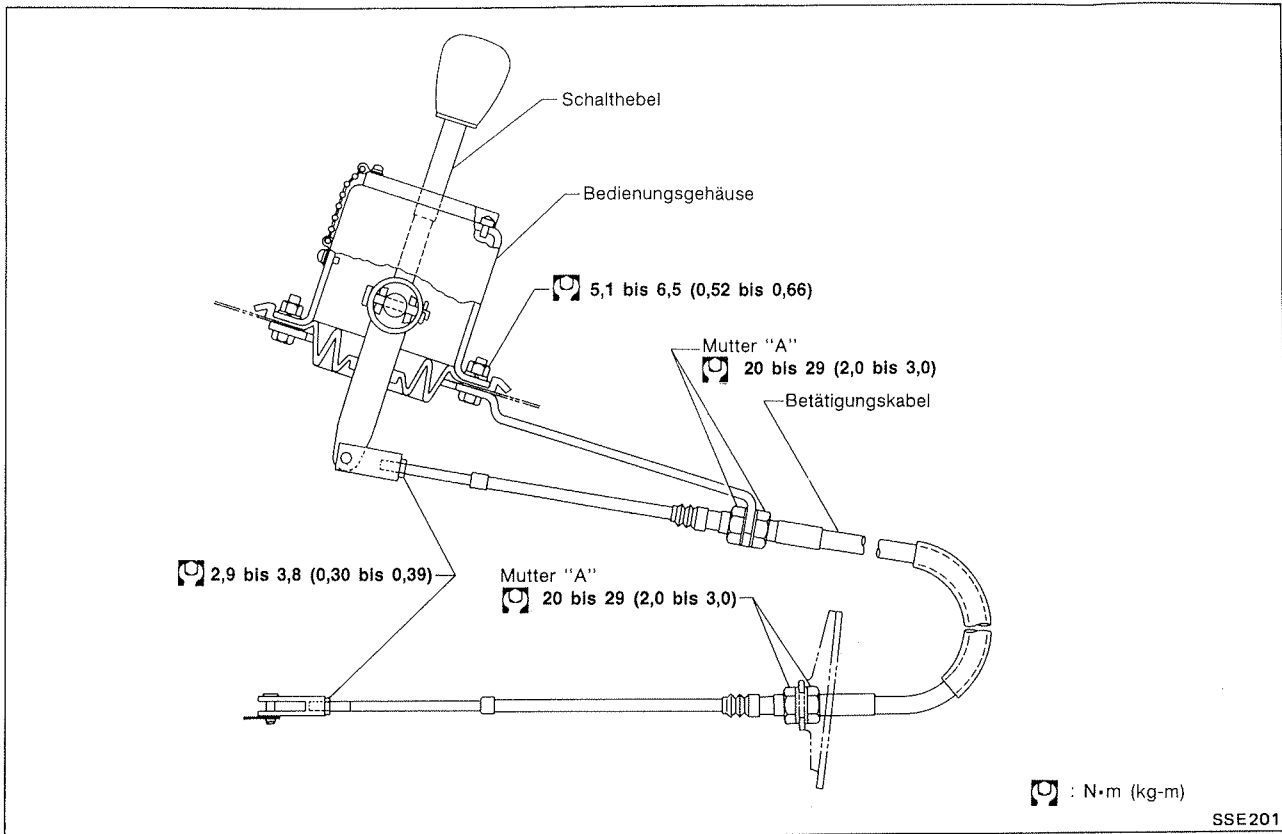 Schalthebel
Bedienungsgehäuse
5,1 bis 6,5 (0,52 bis 0,66)
Mutter "A"
20 bis 29 (2,0 bis 3,0)
Betätigungskabel
2,9 bis 3,8 (0,30 bis 0,39)
Mutter "A"
20 bis 29 (2,0 bis 3,0)
: N•m (kg-m)
SSE201